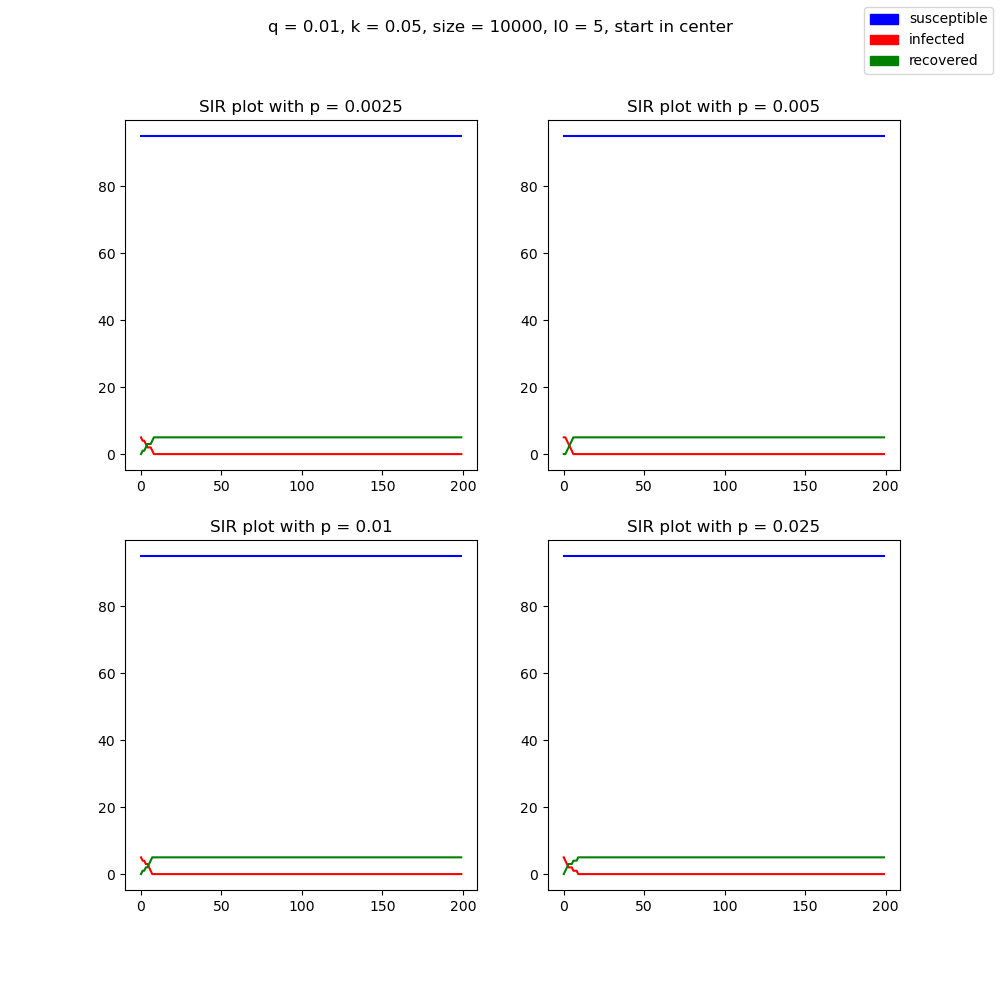 q = 0.01, k = 0.05, size = 10000, I0 = 5, start in center
susceptible
infected
recovered
SIR plot with p = 0.0025
80
60
40
20
0
0 50 100 150 200
SIR plot with p = 0.005
80
60
40
20
0
0 50 100 150 200
SIR plot with p = 0.01
80
60
40
20
0
0 50 100 150 200
SIR plot with p = 0.025
80
60
40
20
0
0 50 100 150 200